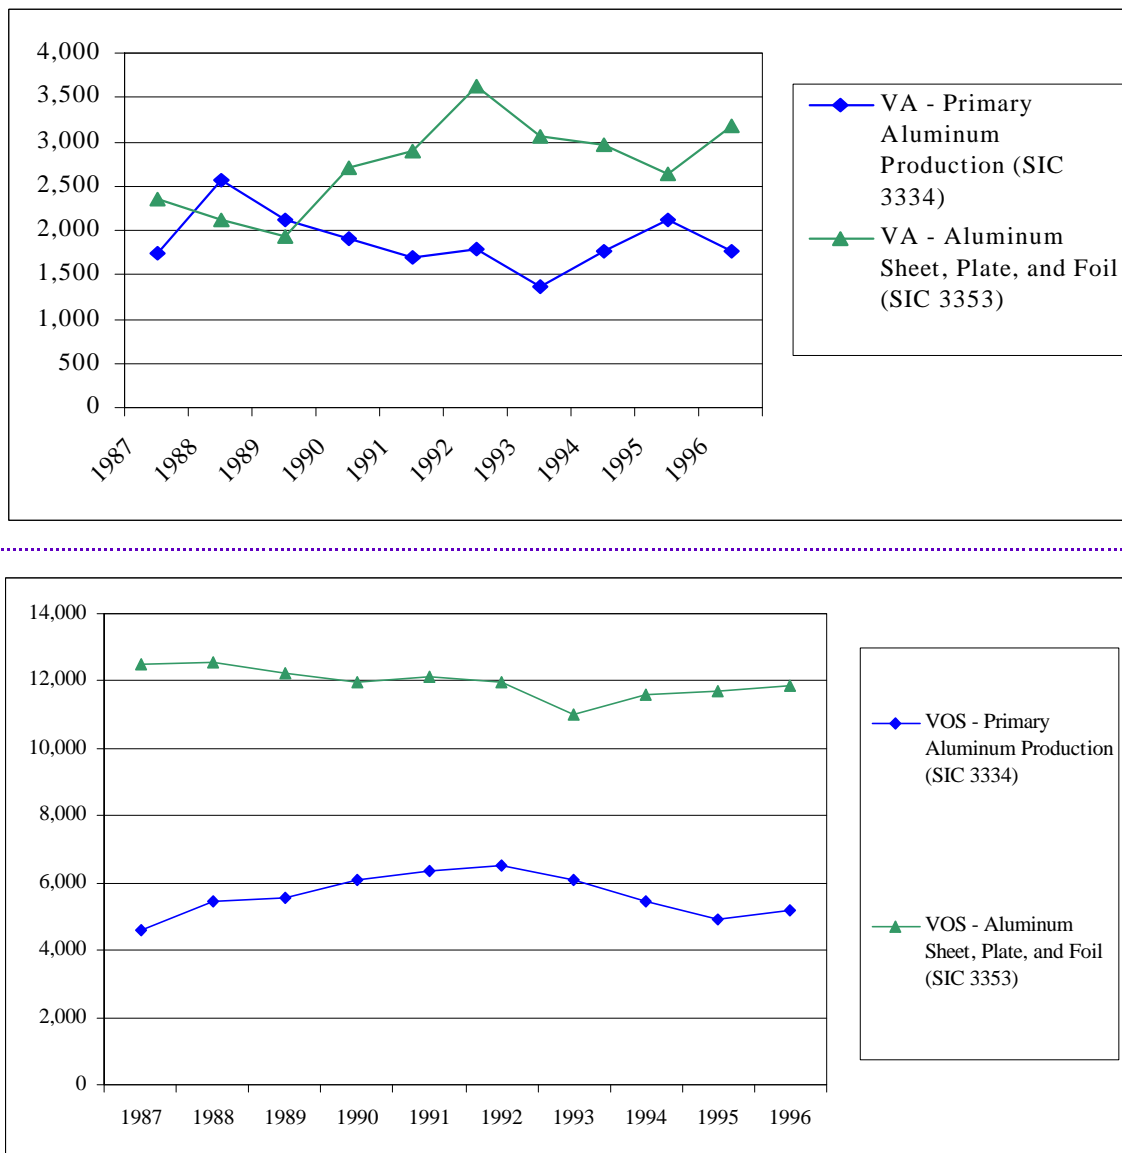 4,000
3,500
3,000
2,500
2,000
1,500
1,000
500
0
1987
1988
1989
1990
1991
1992
1993
1994
1995
1996
VA - Primary
Aluminum
Production (SIC
3334)
VA - Aluminum
Sheet, Plate, and Foil
(SIC 3353)
14,000
12,000
10,000
8,000
6,000
4,000
2,000
0
1987 1988 1989 1990 1991 1992 1993 1994 1995 1996
VOS - Primary
Aluminum Production
(SIC 3334)
VOS - Aluminum
Sheet, Plate, and Foil
(SIC 3353)